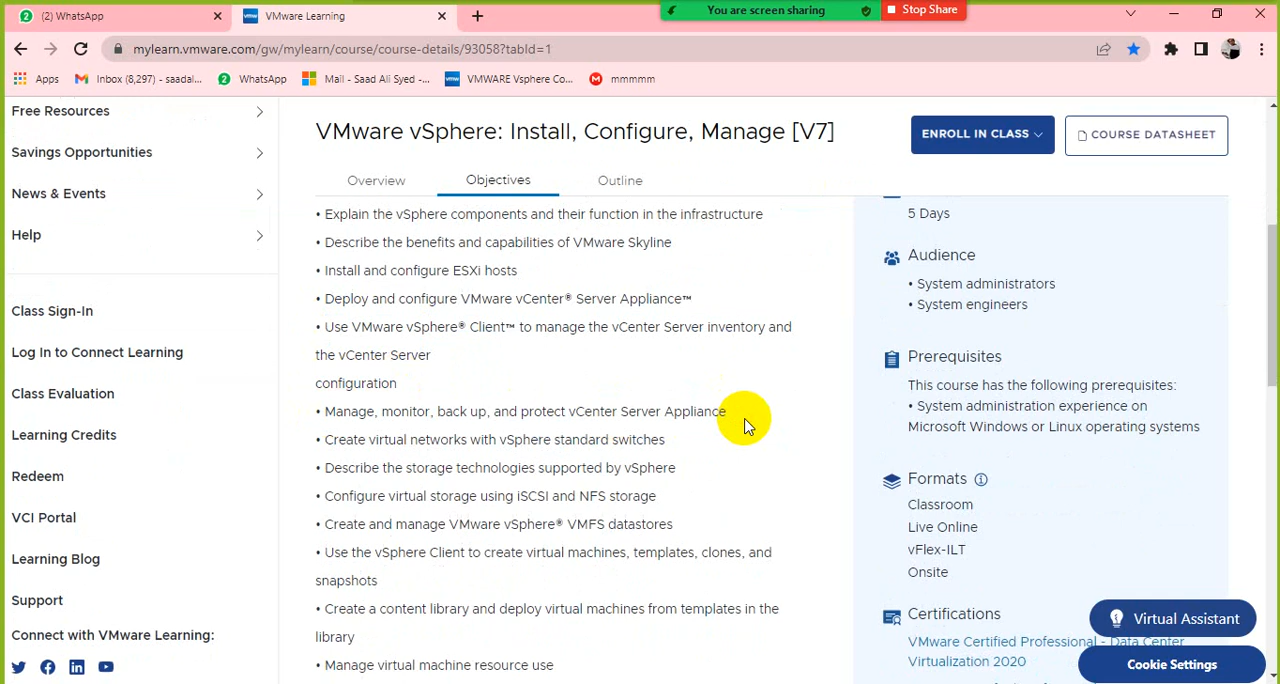 (2) WhatsApp
VMware Learning
You are screen sharing
Stop Share
mylearn.vmware.com/gw/mylearn/course/course-details/93058?tabId=1
Apps
Inbox (8,297) - saadal...
WhatsApp
Mail - Saad Ali Syed -...
VMWARE Vsphere Co...
mmmmm
Free Resources
Savings Opportunities
News & Events
Help
Class Sign-In
Log In to Connect Learning
Class Evaluation
Learning Credits
Redeem
VCI Portal
Learning Blog
Support
Connect with VMware Learning:
VMware vSphere: Install, Configure, Manage [V7]
ENROLL IN CLASS
COURSE DATASHEET
Overview
Objectives
Outline
• Explain the vSphere components and their function in the infrastructure
• Describe the benefits and capabilities of VMware Skyline
• Install and configure ESXi hosts
• Deploy and configure VMware vCenter® Server Appliance™
• Use VMware vSphere® Client™ to manage the vCenter Server inventory and
the vCenter Server
configuration
• Manage, monitor, back up, and protect vCenter Server Appliance
• Create virtual networks with vSphere standard switches
• Describe the storage technologies supported by vSphere
• Configure virtual storage using iSCSI and NFS storage
• Create and manage VMware vSphere® VMFS datastores
• Use the vSphere Client to create virtual machines, templates, clones, and
snapshots
• Create a content library and deploy virtual machines from templates in the
library
• Manage virtual machine resource use
5 Days
Audience
• System administrators
• System engineers
Prerequisites
This course has the following prerequisites:
• System administration experience on
Microsoft Windows or Linux operating systems
Formats
Classroom
Live Online
vFlex-ILT
Onsite
Certifications
VMware Certified Professional - Data Center
Virtualization 2020
Virtual Assistant
Cookie Settings